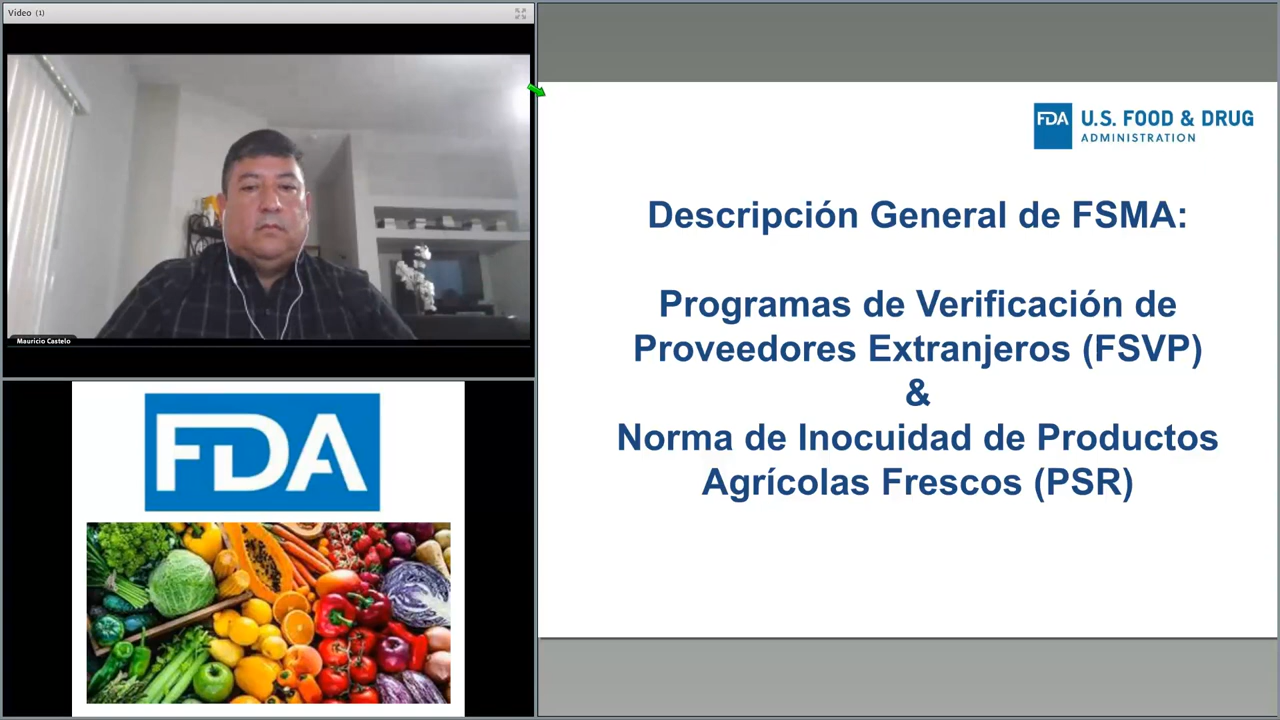 Video (1)
Mauricio Castelo
FDA
FDA U.S. FOOD & DRUG
ADMINISTRATION
Descripción General de FSMA:
Programas de Verificación de
Proveedores Extranjeros (FSVP)
&
Norma de Inocuidad de Productos
Agrícolas Frescos (PSR)